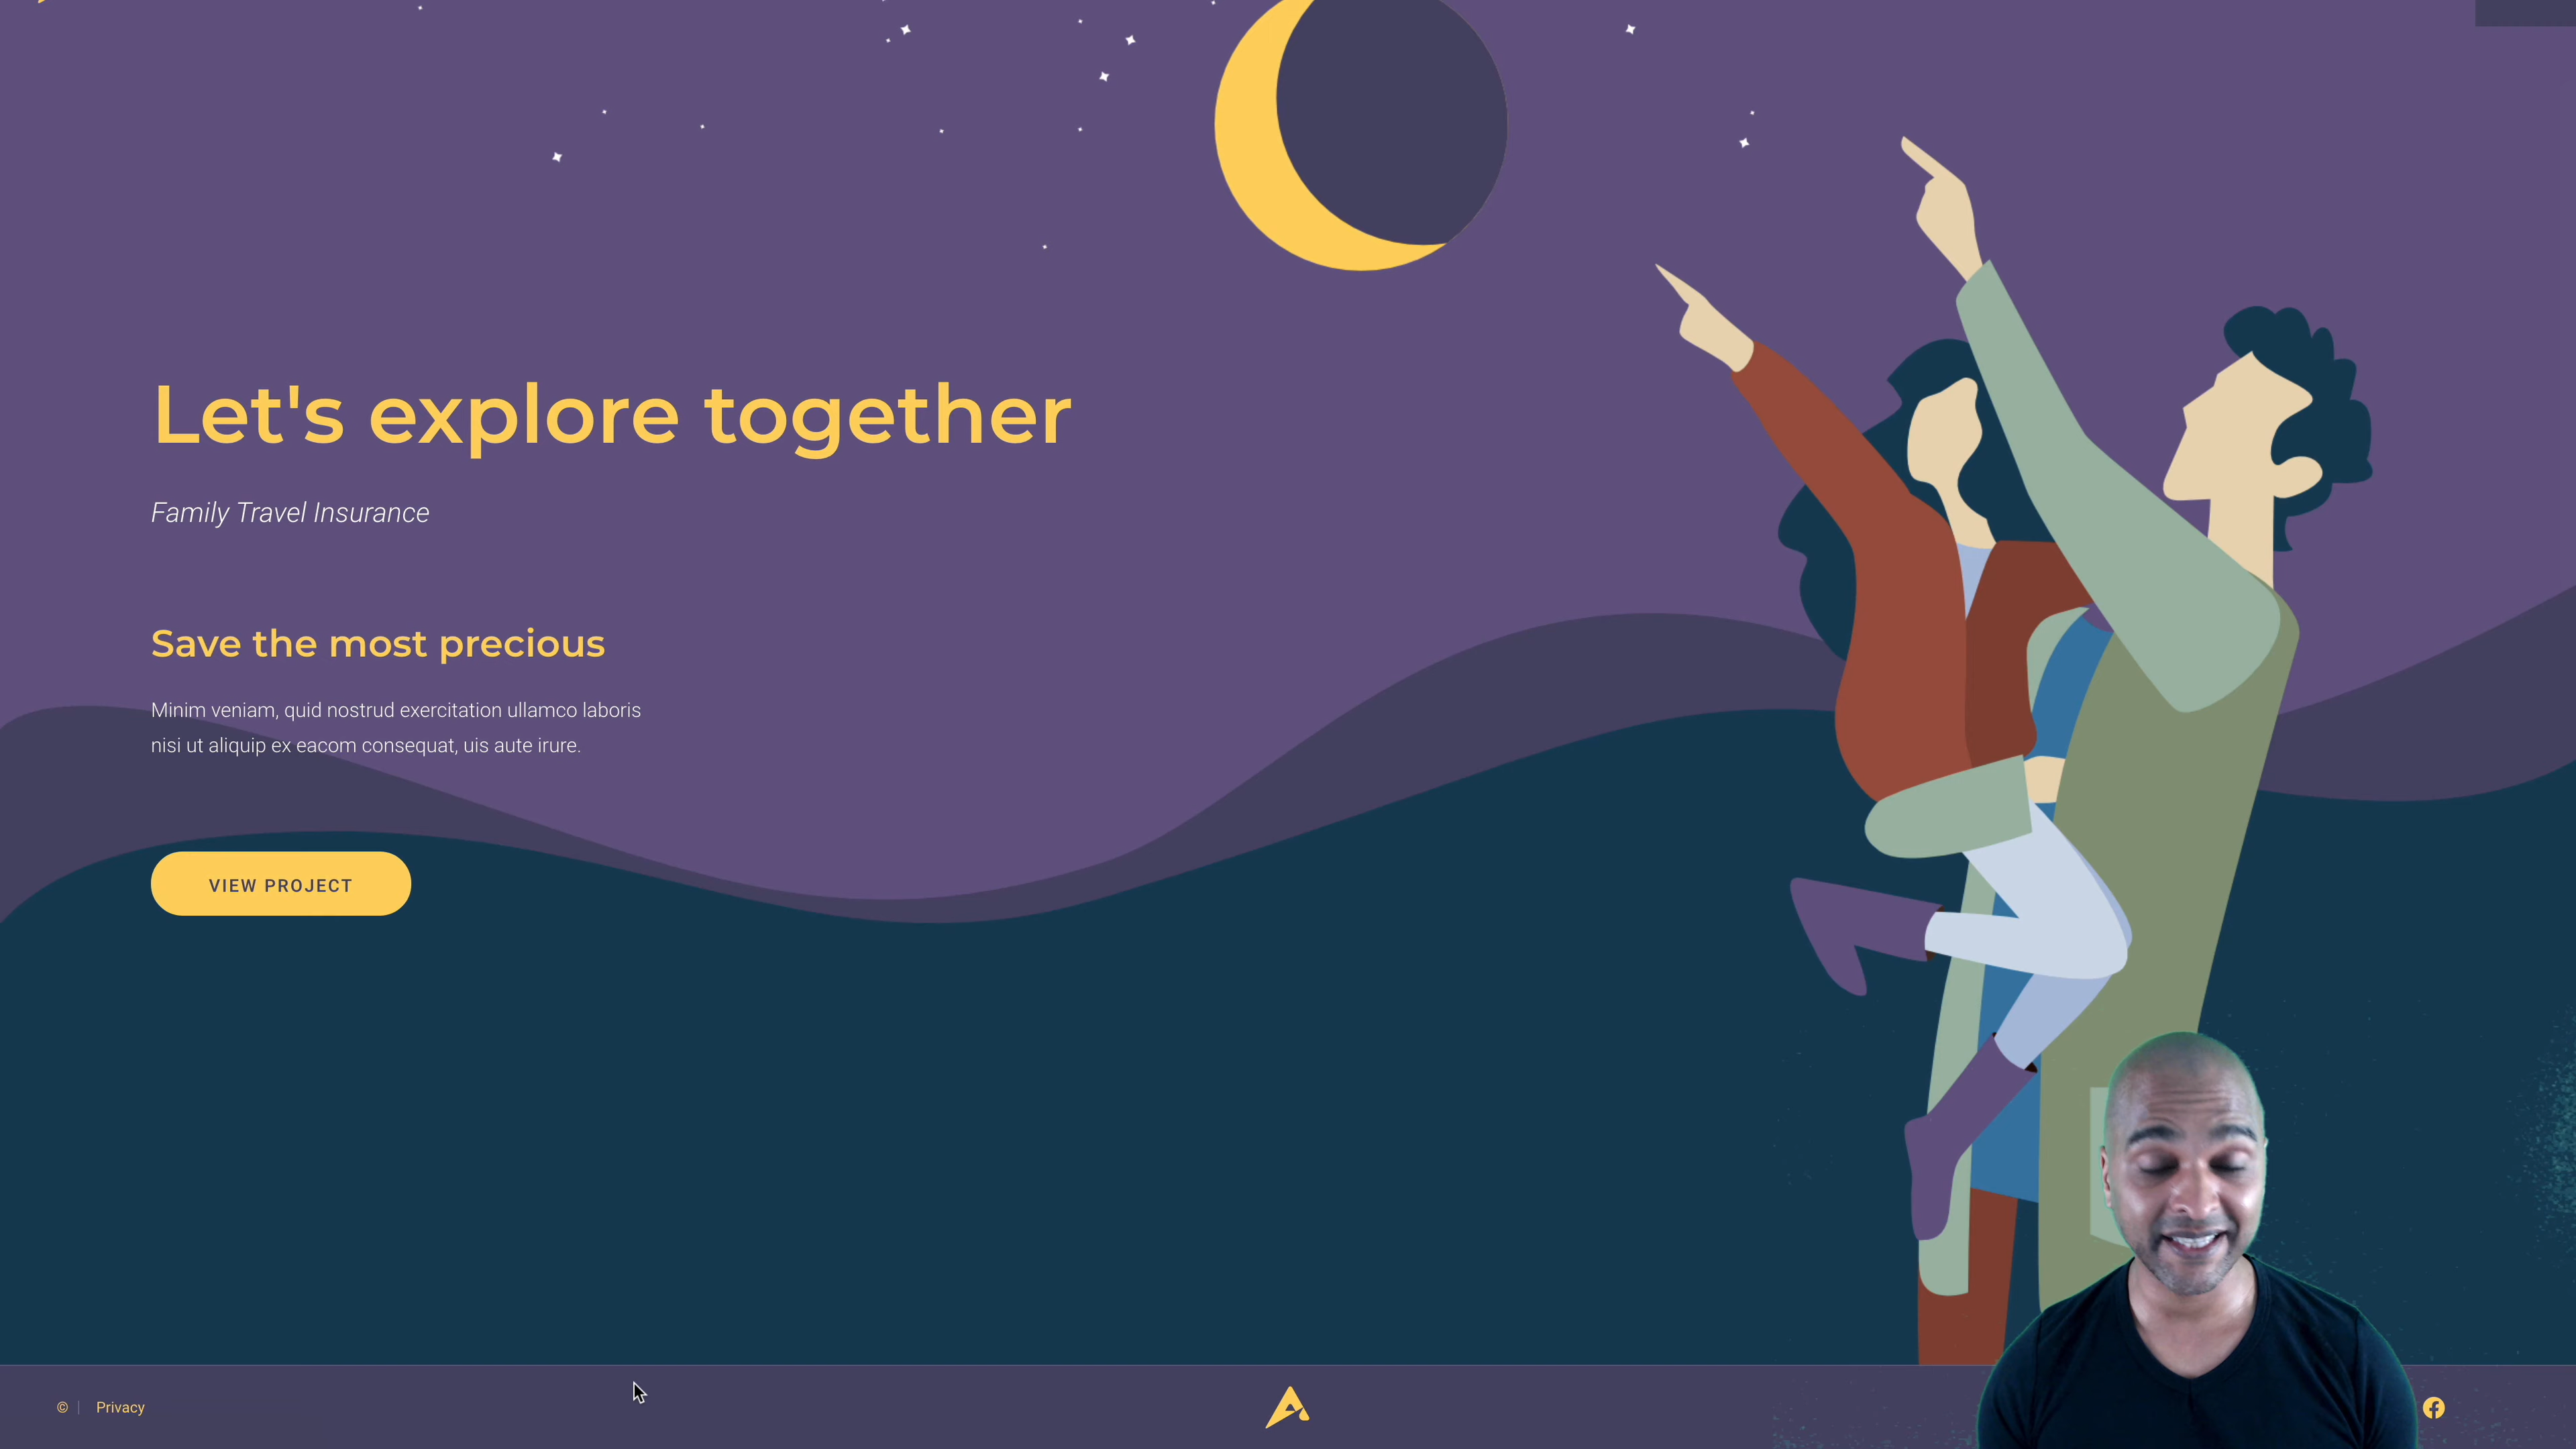 Let's explore together
Family Travel Insurance
Save the most precious
Minim veniam, quid nostrud exercitation ullamco laboris
nisi ut aliquip ex eacom consequat, uis aute irure.
VIEW PROJECT
© | Privacy